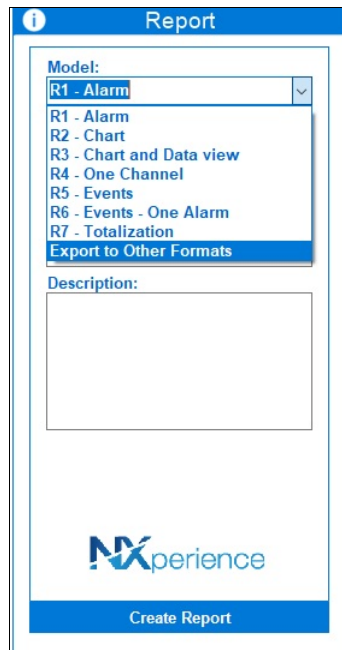 i Report
Model:
R1 - Alarm
R1 - Alarm
R2 - Chart
R3 - Chart and Data view
R4 - One Channel
R5 - Events
R6 - Events - One Alarm
R7 - Totalization
Export to Other Formats
Description:
NXperience
Create Report